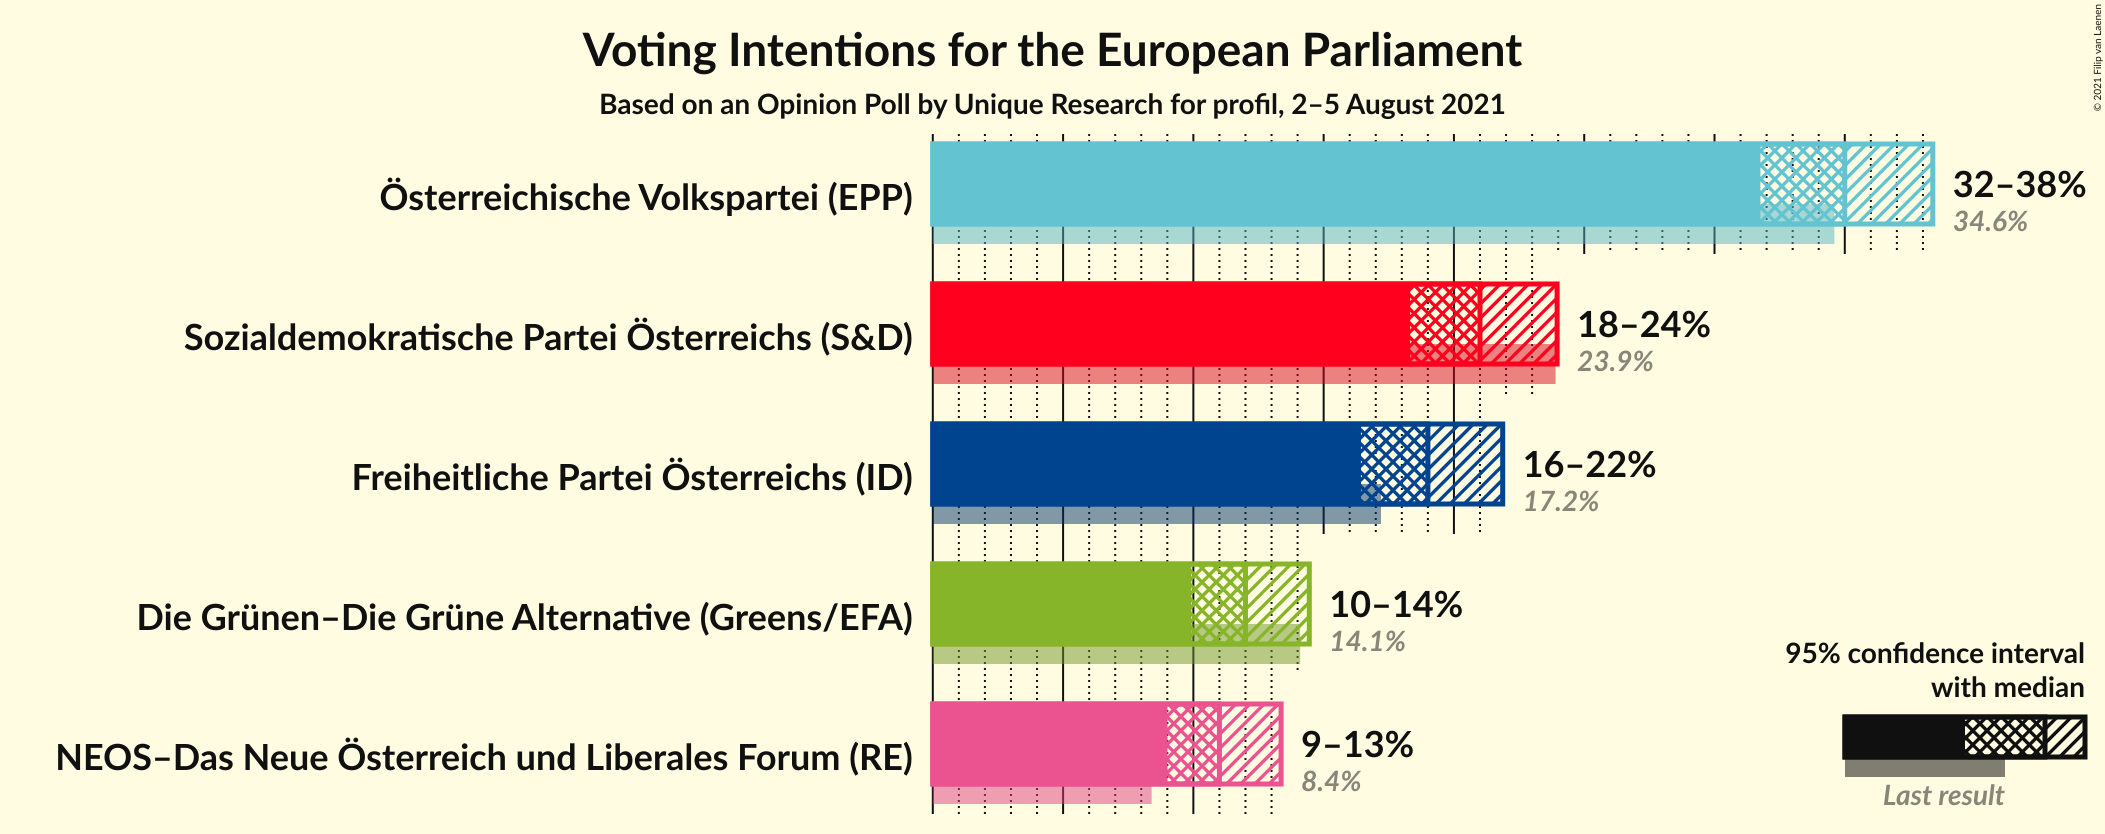 Voting Intentions for the European Parliament
Based on an Opinion Poll by Unique Research for profil, 2–5 August 2021
© 2021 Filip van Laenen
Österreichische Volkspartei (EPP)
32–38%
34.6%
Sozialdemokratische Partei Österreichs (S&D)
18–24%
23.9%
Freiheitliche Partei Österreichs (ID)
16–22%
17.2%
Die Grünen–Die Grüne Alternative (Greens/EFA)
10–14%
14.1%
NEOS–Das Neue Österreich und Liberales Forum (RE)
9–13%
8.4%
95% confidence interval
with median
Last result